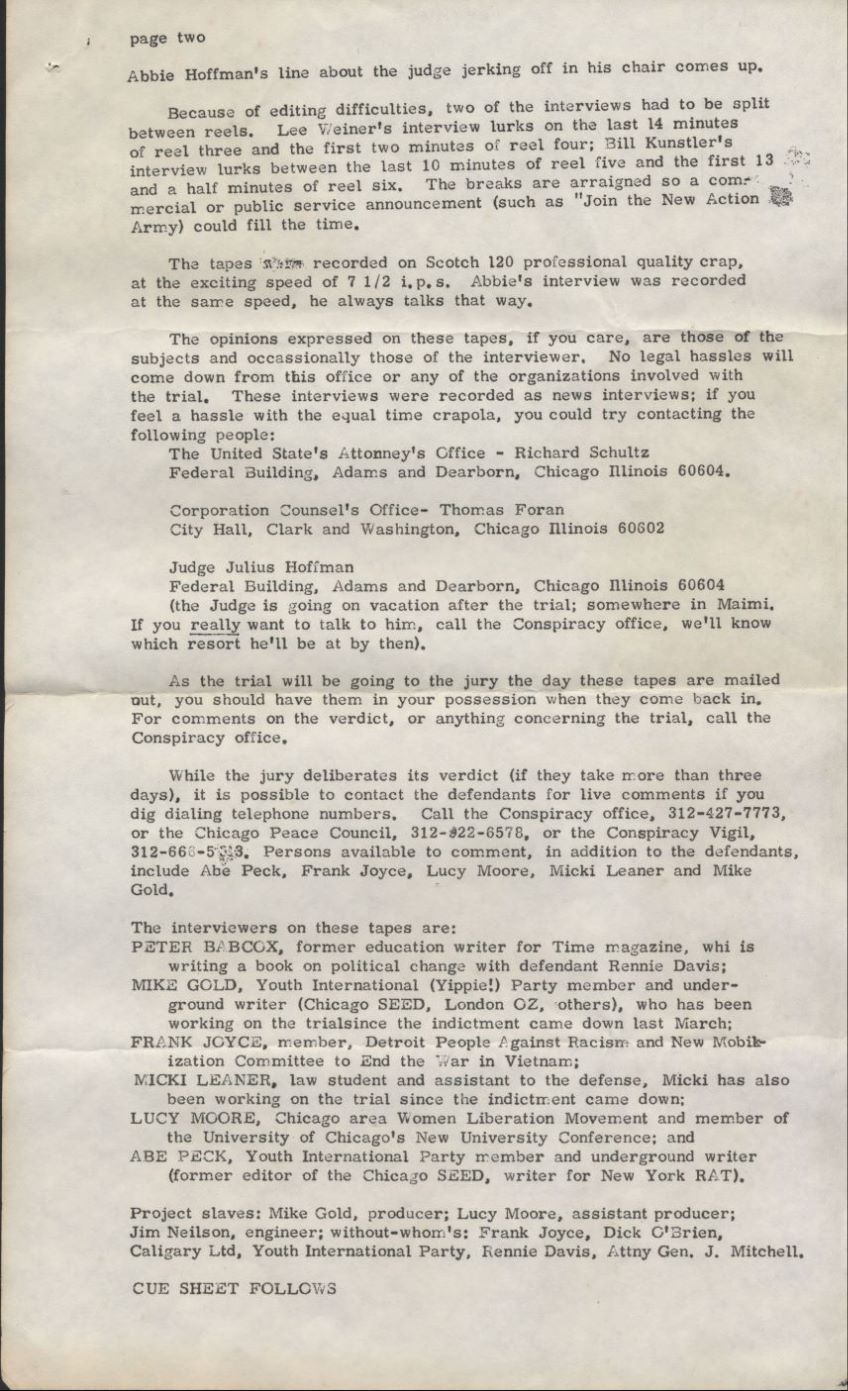 page two
Abbie Hoffman's line about the judge jerking off in his chair comes up.
Because of editing difficulties, two of the interviews had to be split
between reels. Lee Weiner's interview lurks on the last 14 minutes
of reel three and the first two minutes of reel four; Bill Kunstler's
interview lurks between the last 10 minutes of reel five and the first 13
and a half minutes of reel six. The breaks are arraigned so a com-
mercial or public service announcement (such as "Join the New Action
Army) could fill the time.
The tapes recorded on Scotch 120 professional quality crap,
at the exciting speed of 7 1/2 i.p.s. Abbie's interview was recorded
at the same speed, he always talks that way.
The opinions expressed on these tapes, if you care, are those of the
subjects and occassionally those of the interviewer. No legal hassles will
come down from this office or any of the organizations involved with
the trial. These interviews were recorded as news interviews; if you
feel a hassle with the equal time crapola, you could try contacting the
following people:
The United State's Attonney's Office - Richard Schultz
Federal Building, Adams and Dearborn, Chicago Illinois 60604.
Corporation Counsel's Office- Thomas Foran
City Hall, Clark and Washington, Chicago Illinois 60602
Judge Julius Hoffman
Federal Building, Adams and Dearborn, Chicago Illinois 60604
(the Judge is going on vacation after the trial; somewhere in Maimi.
If you really want to talk to him, call the Conspiracy office, we'll know
which resort he'll be at by then).
As the trial will be going to the jury the day these tapes are mailed
out, you should have them in your possession when they come back in.
For comments on the verdict, or anything concerning the trial, call the
Conspiracy office.
While the jury deliberates its verdict (if they take more than three
days), it is possible to contact the defendants for live comments if you
dig dialing telephone numbers. Call the Conspiracy office, 312-427-7773,
or the Chicago Peace Council, 312-922-6578, or the Conspiracy Vigil,
Persons available to comment, in addition to the defendants,
include Abe Peck, Frank Joyce, Lucy Moore, Micki Leaner and Mike
Gold.
The interviewers on these tapes are:
PETER BABCOX, former education writer for Time magazine, whi is
writing a book on political change with defendant Rennie Davis;
MIKE GOLD, Youth International (Yippie!) Party member and under-
ground writer (Chicago SEED, London OZ, others), who has been
working on the trialsince the indictment came down last March;
FRANK JOYCE, member, Detroit People Against Racism and New Mobil-
ization Committee to End the War in Vietnam;
MICKI LEANER, law student and assistant to the defense, Micki has also
been working on the trial since the indictment came down;
LUCY MOORE, Chicago area Women Liberation Movement and member of
the University of Chicago's New University Conference; and
ABE PECK, Youth International Party member and underground writer
(former editor of the Chicago SEED, writer for New York RAT).
Project slaves: Mike Gold, producer; Lucy Moore, assistant producer;
Jim Neilson, engineer; without-whom's: Frank Joyce, Dick O'Brien,
Caligary Ltd, Youth International Party, Rennie Davis, Attny Gen. J. Mitchell.
CUE SHEET FOLLOWS